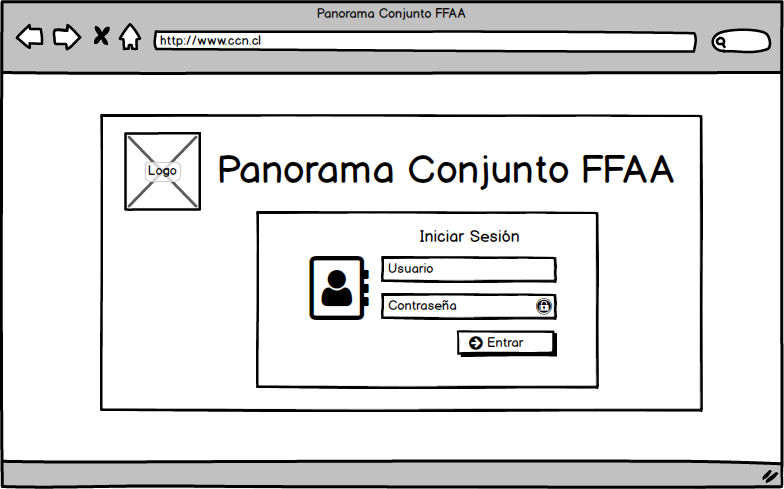 Panorama Conjunto FFAA
http://www.ccn.cl
Logo
Panorama Conjunto FFAA
Iniciar Sesión
Usuario
Contraseña
Entrar